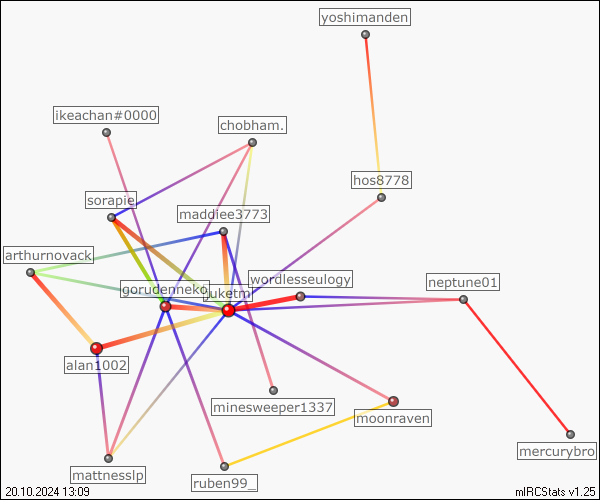 yoshimanden
ikeachan#0000
chobham.
hos8778
sorapie
maddiee3773
arthurnovack
gorudenneko
juketm
wordlesseulogy
neptune01
alan1002
minesweeper1337
moonraven
mercurybro
mattnesslp
ruben99_
20.10.2024 13:09
mIRCStats v1.25